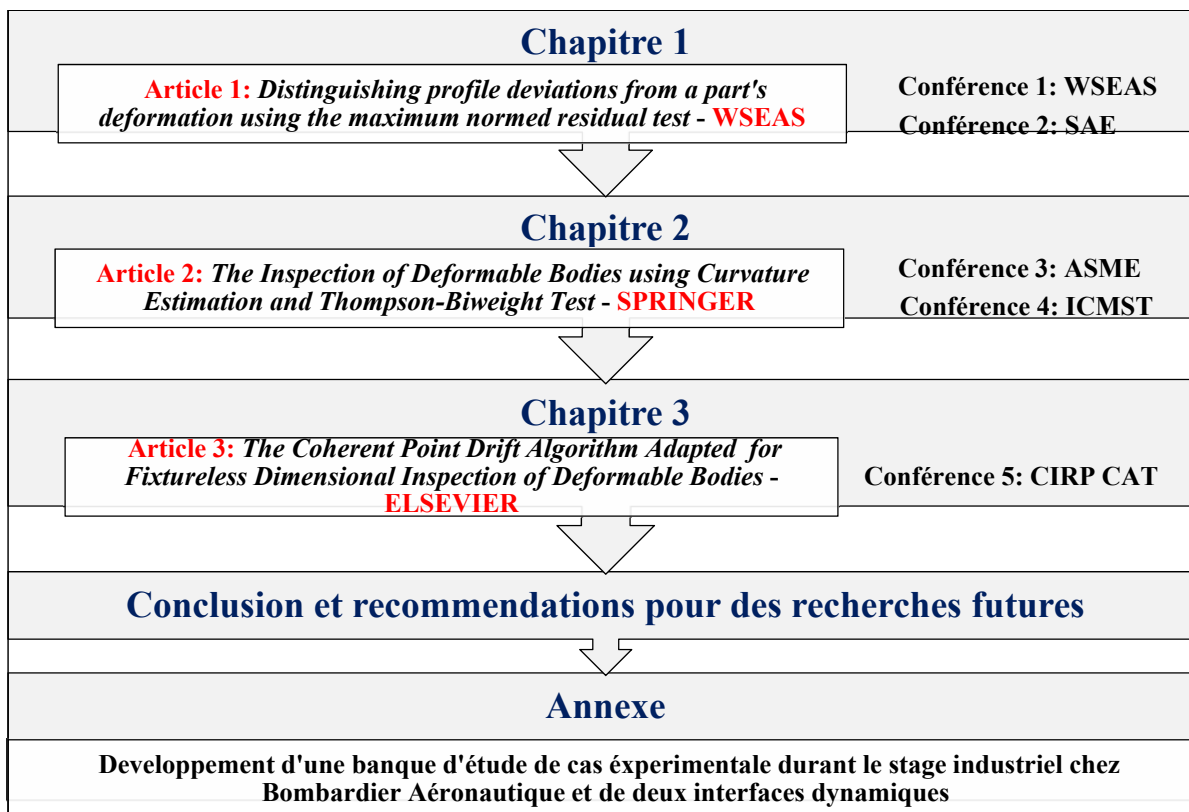 Chapitre 1
Article 1: Distinguishing profile deviations from a part's
deformation using the maximum normed residual test - WSEAS
Conférence 1: WSEAS
Conférence 2: SAE
Chapitre 2
Article 2: The Inspection of Deformable Bodies using Curvature
Estimation and Thompson-Biweight Test - SPRINGER
Conférence 3: ASME
Conférence 4: ICMST
Chapitre 3
Article 3: The Coherent Point Drift Algorithm Adapted for
Fixtureless Dimensional Inspection of Deformable Bodies -
ELSEVIER
Conférence 5: CIRP CAT
Conclusion et recommendations pour des recherches futures
Annexe
Developpement d'une banque d'étude de cas éxperimentale durant le stage industriel chez
Bombardier Aéronautique et de deux interfaces dynamiques